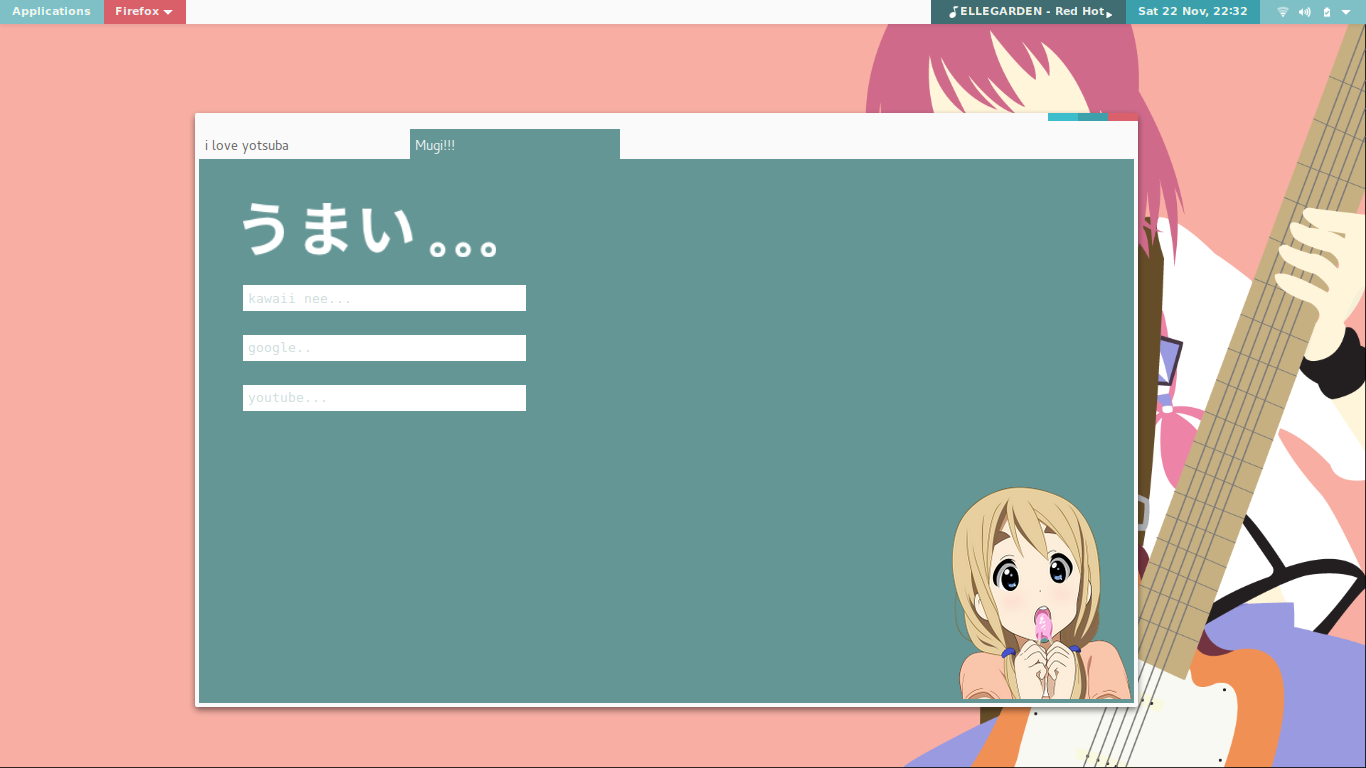 Applications Firefox ELLEGARDEN - Red Hot Sat 22 Nov, 22:32
i love yotsuba Mugi!!!
うまい。。。
kawaii nee...
google..
youtube...